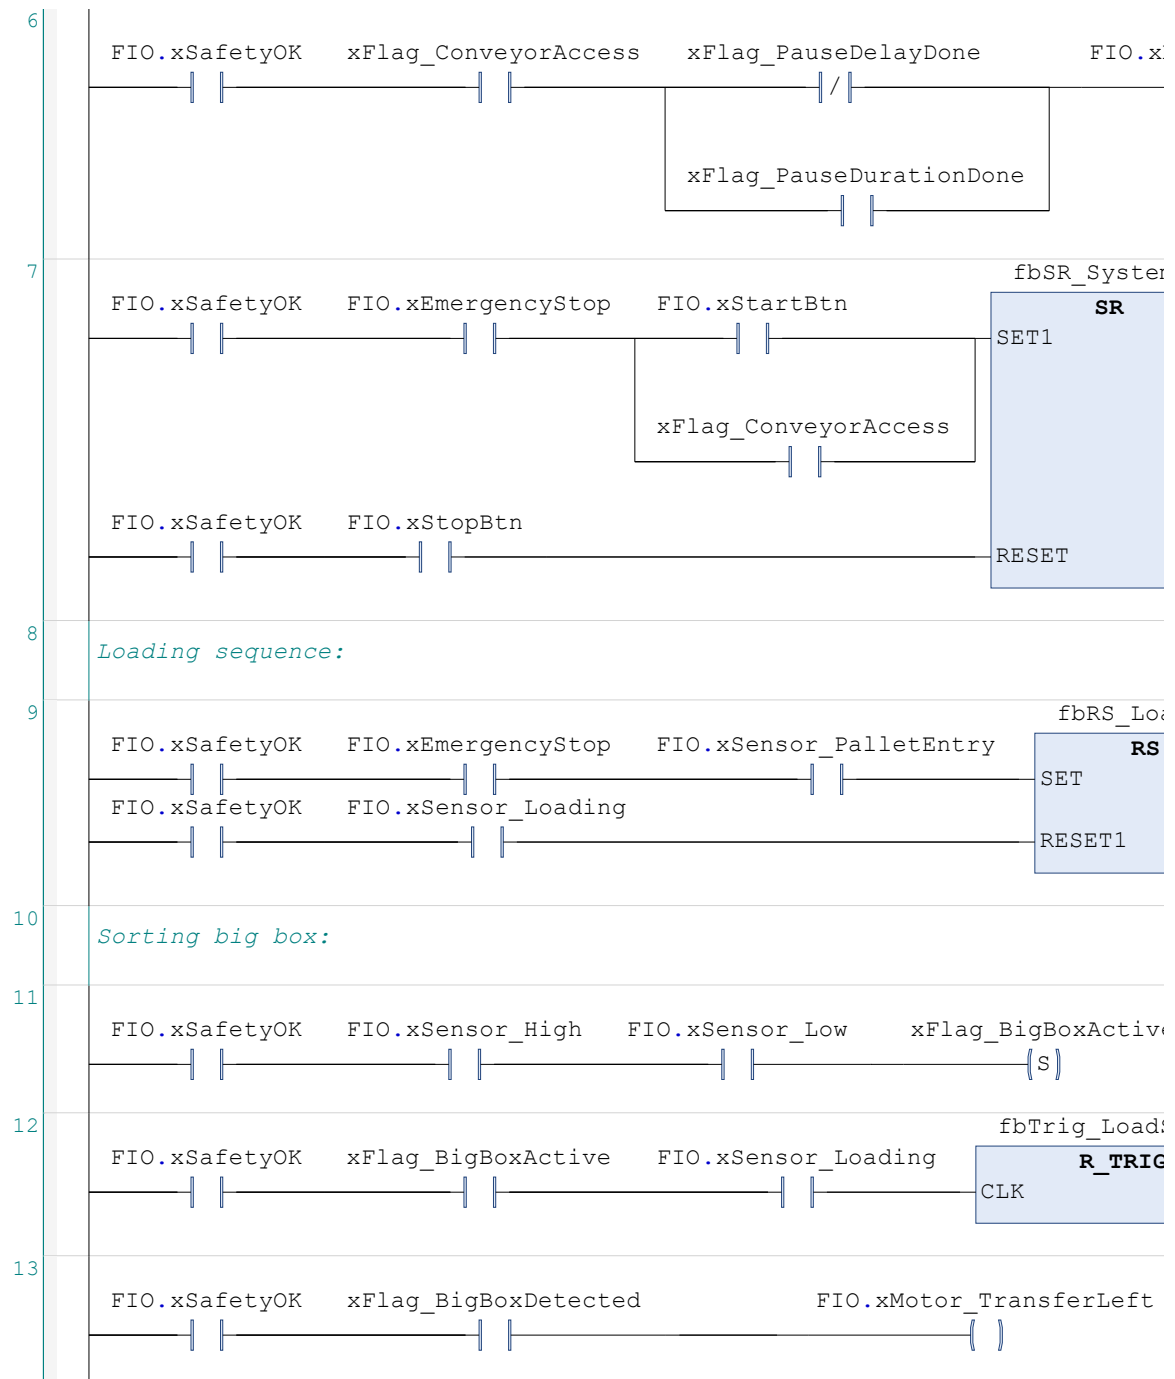 6
FIO.xSafetyOK xFlag_ConveyorAccess xFlag_PauseDelayDone
/
xFlag_PauseDurationDone
7
fbSR_System
FIO.xSafetyOK FIO.xEmergencyStop FIO.xStartBtn SR
SET1
xFlag_ConveyorAccess
FIO.xSafetyOK FIO.xStopBtn
RESET
8
Loading sequence:
9
FIO.xSafetyOK FIO.xEmergencyStop FIO.xSensor_PalletEntry RS
SET
FIO.xSafetyOK FIO.xSensor_Loading
RESET1
10
Sorting big box:
11
FIO.xSafetyOK FIO.xSensor_High FIO.xSensor_Low xFlag_BigBoxActive
S
12
FIO.xSafetyOK xFlag_BigBoxActive FIO.xSensor_Loading R_TRIG
CLK
13
FIO.xSafetyOK xFlag_BigBoxDetected FIO.xMotor_TransferLeft